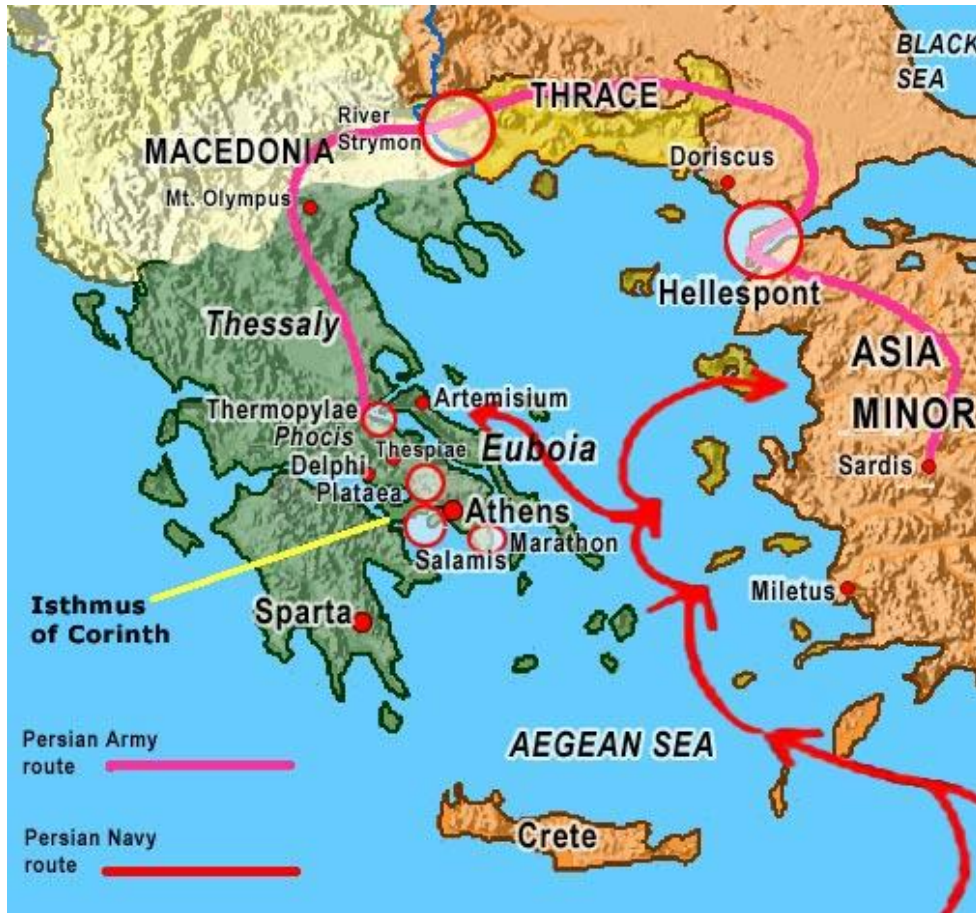 BLACK
SEA
THRACE
River
Strymon
MACEDONIA
Doriscus
Mt. Olympus
Hellespont
Thessaly
ASIA
MINOR
Artemisium
Thermopylae
Phocis
Thespiae
Euboia
Delphi
Sardis
Plataea
Athens
Marathon
Salamis
Miletus
Isthmus
of Corinth
Sparta
Persian Army
route
AEGEAN SEA
Persian Navy
route
Crete